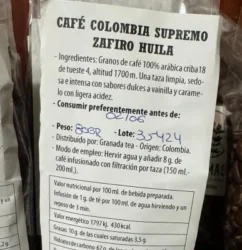 CAFÉ COLOMBIA SUPREMO
ZAFIRO HUILA
- Ingredientes: Granos de café 100% arábica criba 18
de tueste 4, altitud 1700 m. Una taza limpia, sedo-
sa e intensa con sabores dulces a vainilla y carame-
lo con ligera acidez.
- Consumir preferentemente antes de:
02/06
- Peso: 800gr - Lote: 35424
- Distribuido por: Granada tea - Origen: Colombia.
- Modo de empleo: Hervir agua y añadir 8 g. de
café infusionado con filtración por taza (150 ml.-
200ml.).
Valor nutricional por 100 ml. de bebida preparada.
Infusión de 1 g. de té por 100 ml. de agua hirviendo y un
reposo de 3 min.
Valor energético 1797 kj, 430 kcal.
Grasas 10 g. de las cuales saturadas 3,5 g.